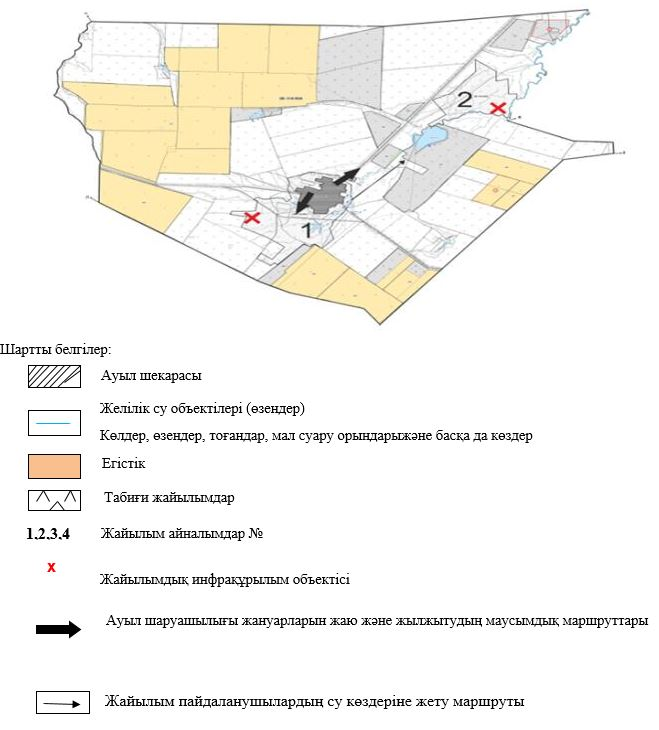 2
1
Шартты белгілер:
Ауыл шекарасы
Желілік су объектілері (өзендер)
Көлдер, өзендер, тоғандар, мал суару орындарыжәне басқа да көздер
Егістік
Табиғи жайылымдар
1,2,3,4 Жайылым айналымдар №
X
Жайылымдық инфрақұрылым объектісі
Ауыл шаруашылығы жануарларын жаю және жылжытудың маусымдық маршруттары
Жайылым пайдаланушылардың су көздеріне жету маршруты